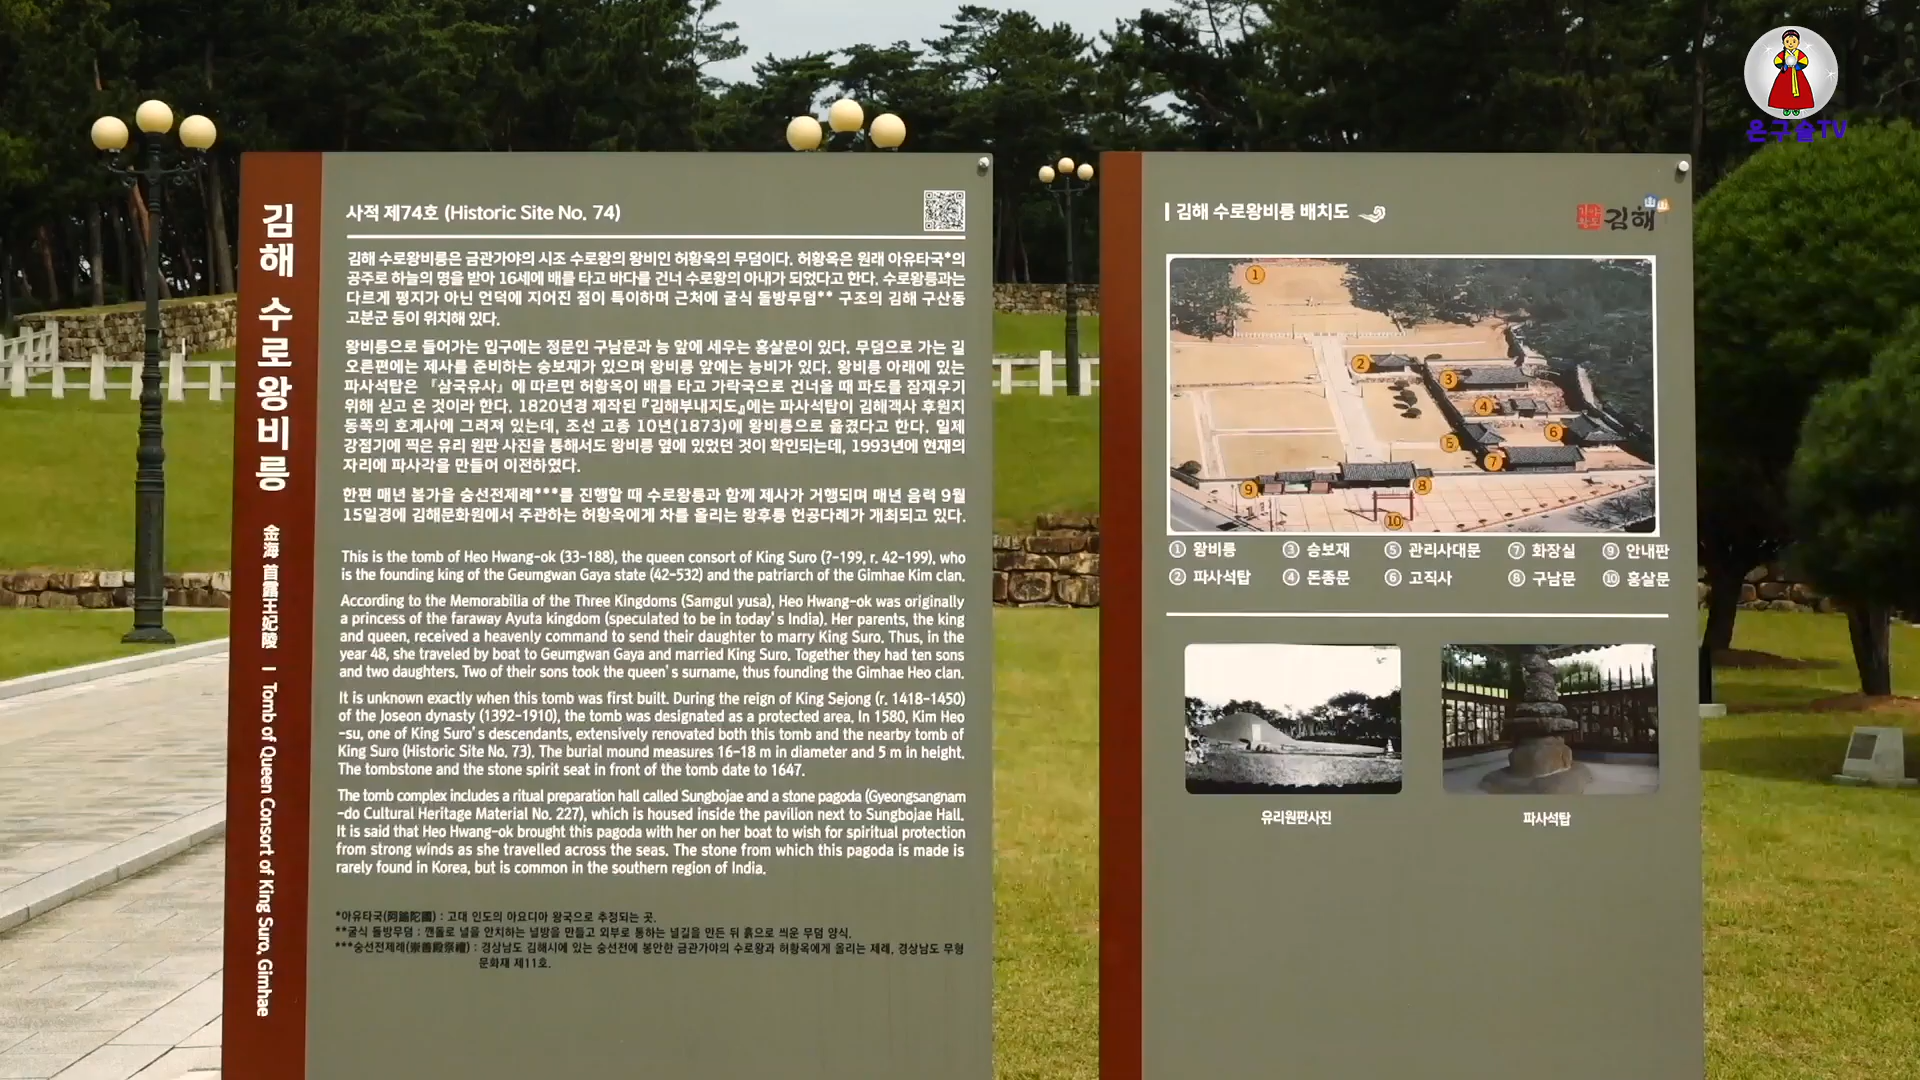 온구슬TV
김해 수로왕비릉
金海 首露王妃陵 | Tomb of Queen Consort of King Suro, Gimhae
사적 제74호 (Historic Site No. 74)
김해 수로왕비릉은 금관가야의 시조 수로왕의 왕비인 허황옥의 무덤이다. 허황옥은 원래 아유타국*의
공주로 하늘의 명을 받아 16세에 배를 타고 바다를 건너 수로왕의 아내가 되었다고 한다. 수로왕릉과는
다르게 평지가 아닌 언덕에 지어진 점이 특이하며 근처에 굴식 돌방무덤** 구조의 김해 구산동
고분군 등이 위치해 있다.
왕비릉으로 들어가는 입구에는 정문인 구남문과 능 앞에 세우는 홍살문이 있다. 무덤으로 가는 길
오른편에는 제사를 준비하는 숭보재가 있으며 왕비릉 앞에는 능비가 있다. 왕비릉 아래에 있는
파사석탑은 『삼국유사』에 따르면 허황옥이 배를 타고 가락국으로 건너올 때 파도를 잠재우기
위해 싣고 온 것이라 한다. 1820년경 제작된 『김해부내지도』에는 파사석탑이 김해객사 후원지
동쪽의 호계사에 그려져 있는데, 조선 고종 10년(1873)에 왕비릉으로 옮겼다고 한다. 일제
강점기에 찍은 유리 원판 사진을 통해서도 왕비릉 옆에 있었던 것이 확인되는데, 1993년에 현재의
자리에 파사각을 만들어 이전하였다.
한편 매년 봄가을 숭선전제례***를 진행할 때 수로왕릉과 함께 제사가 거행되며 매년 음력 9월
15일경에 김해문화원에서 주관하는 허황옥에게 차를 올리는 왕후릉 헌공다례가 개최되고 있다.
This is the tomb of Heo Hwang-ok (33-188), the queen consort of King Suro (?-199, r. 42-199), who
is the founding king of the Geumgwan Gaya state (42-532) and the patriarch of the Gimhae Kim clan.
According to the Memorabilia of the Three Kingdoms (Samgul yusa), Heo Hwang-ok was originally
a princess of the faraway Ayuta kingdom (speculated to be in today's India). Her parents, the king
and queen, received a heavenly command to send their daughter to marry King Suro. Thus, in the
year 48, she traveled by boat to Geumgwan Gaya and married King Suro. Together they had ten sons
and two daughters. Two of their sons took the queen's surname, thus founding the Gimhae Heo clan.
It is unknown exactly when this tomb was first built. During the reign of King Sejong (r. 1418-1450)
of the Joseon dynasty (1392-1910), the tomb was designated as a protected area. In 1580, Kim Heo
-su, one of King Suro's descendants, extensively renovated both this tomb and the nearby tomb of
King Suro (Historic Site No. 73). The burial mound measures 16-18 m in diameter and 5 m in height.
The tombstone and the stone spirit seat in front of the tomb date to 1647.
The tomb complex includes a ritual preparation hall called Sungbojae and a stone pagoda (Gyeongsangnam
-do Cultural Heritage Material No. 227), which is housed inside the pavilion next to Sungbojae Hall.
It is said that Heo Hwang-ok brought this pagoda with her on her boat to wish for spiritual protection
from strong winds as she travelled across the seas. The stone from which this pagoda is made is
rarely found in Korea, but is common in the southern region of India.
*아유타국(阿踰陀國) : 고대 인도의 아요디아 왕국으로 추정되는 곳.
**굴식 돌방무덤 : 깬돌로 널을 안치하는 널방을 만들고 외부로 통하는 널길을 만든 뒤 흙으로 씌운 무덤 양식.
***숭선전제례(崇善殿祭禮) : 경상남도 김해시에 있는 숭선전에 봉안한 금관가야의 수로왕과 허황옥에게 올리는 제례. 경상남도 무형
문화재 제11호.
김해 수로왕비릉 배치도
김해
① ② ③ ④ ⑤ ⑥ ⑦ ⑧ ⑨ ⑩
① 왕비릉 ③ 숭보재 ⑤ 관리사대문 ⑦ 화장실 ⑨ 안내판
② 파사석탑 ④ 돈종문 ⑥ 고직사 ⑧ 구남문 ⑩ 홍살문
유리원판사진
파사석탑